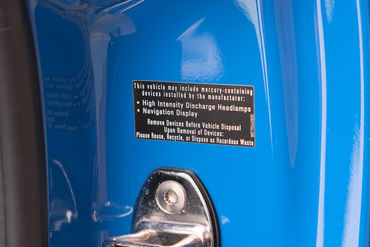 This vehicle may include mercury-containing
devices installed by the manufacturer:
• High Intensity Discharge Headlamps
• Navigation Display
Remove Devices Before Vehicle Disposal
Upon Removal of Devices:
Please Reuse, Recycle, or Dispose as Hazardous Waste